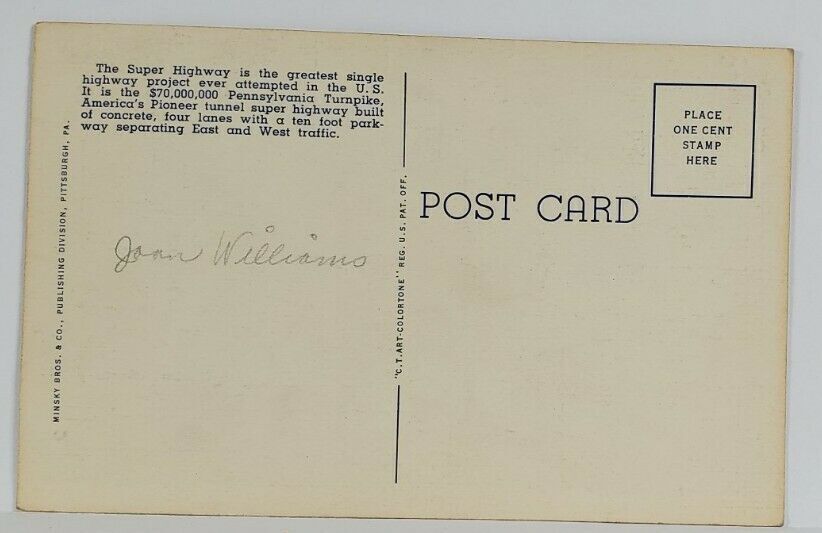 The Super Highway is the greatest single
highway project ever attempted in the U. S.
It is the $70,000,000 Pennsylvania Turnpike,
America's Pioneer tunnel super highway built
of concrete, four lanes with a ten foot park-
way separating East and West traffic.
MINSKY BROS. & CO., PUBLISHING DIVISION, PITTSBURGH, PA.
Joan Williams
"C.T. ART-COLORTONE" REG. U.S. PAT. OFF.
POST CARD
PLACE
ONE CENT
STAMP
HERE